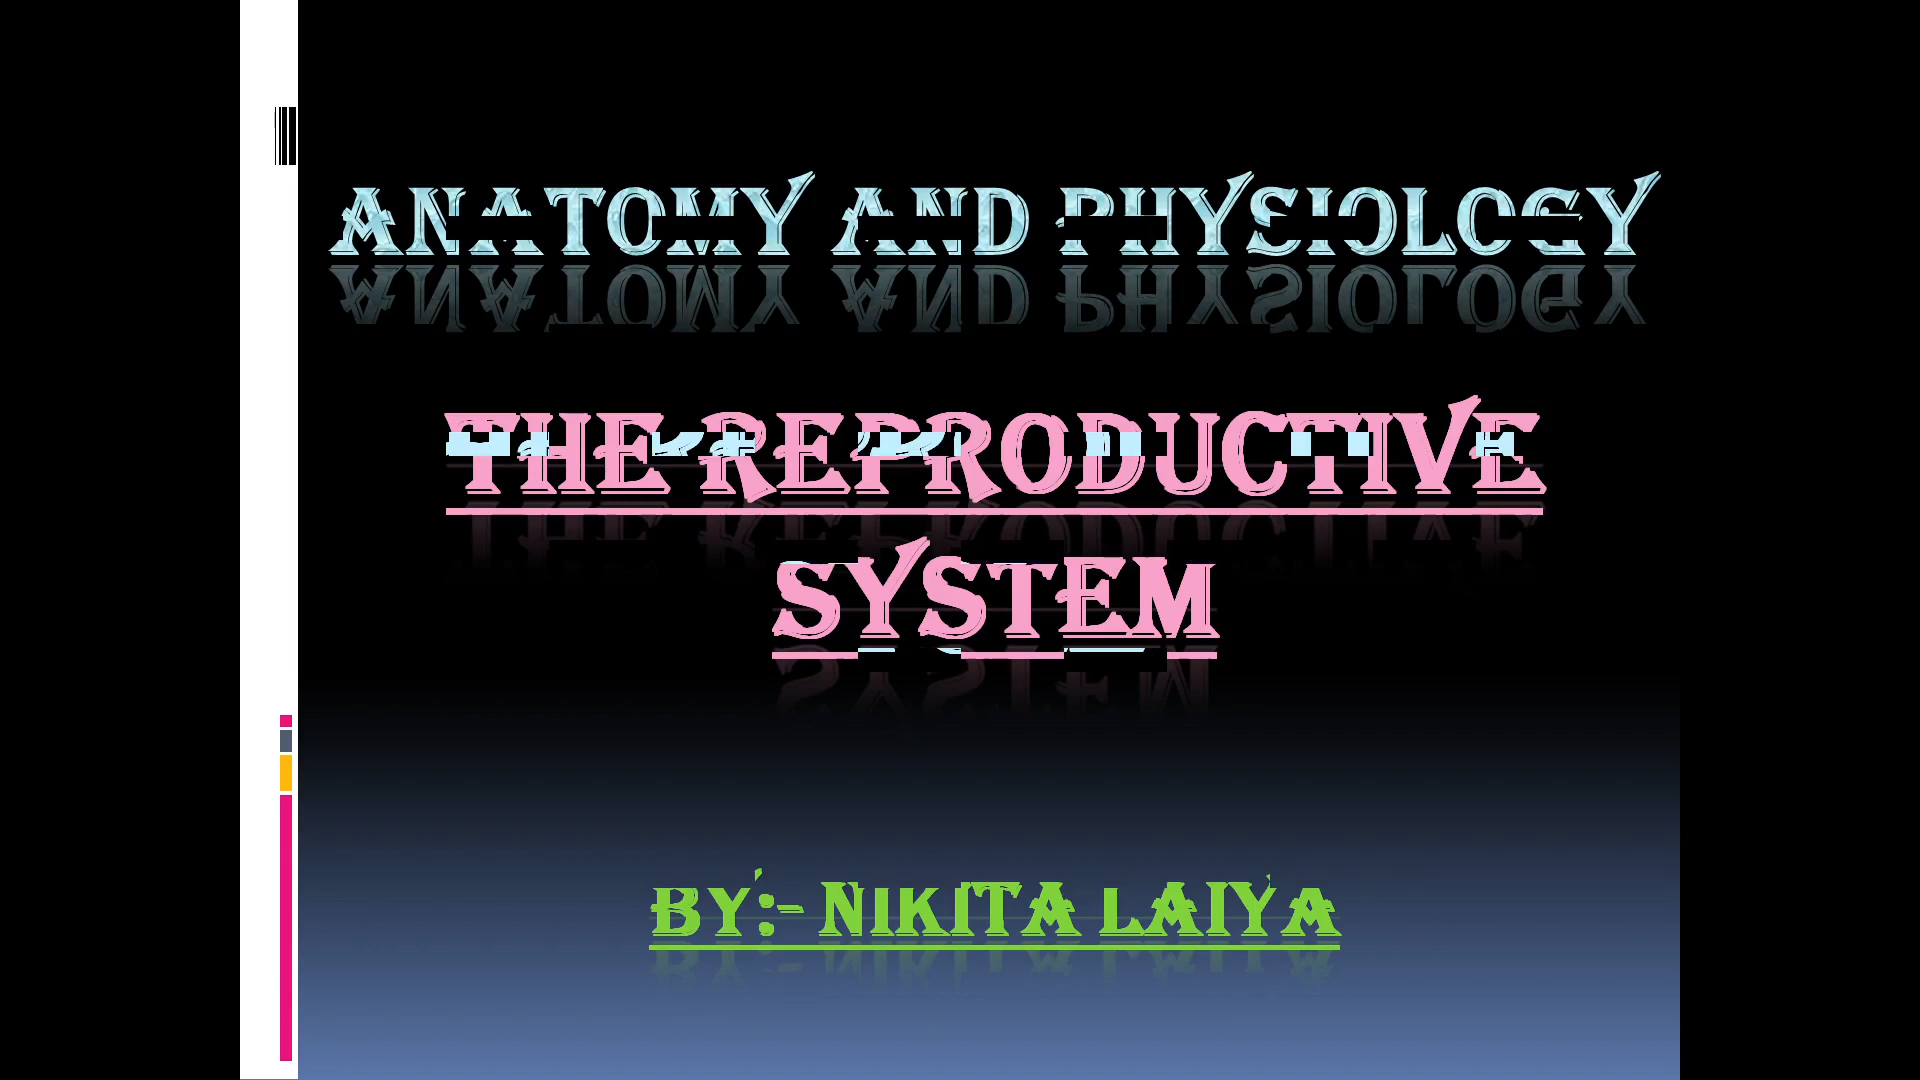 ANATOMY AND PHYSIOLOGY
THE REPRODUCTIVE
SYSTEM
BY:- NIKITA LAIYA